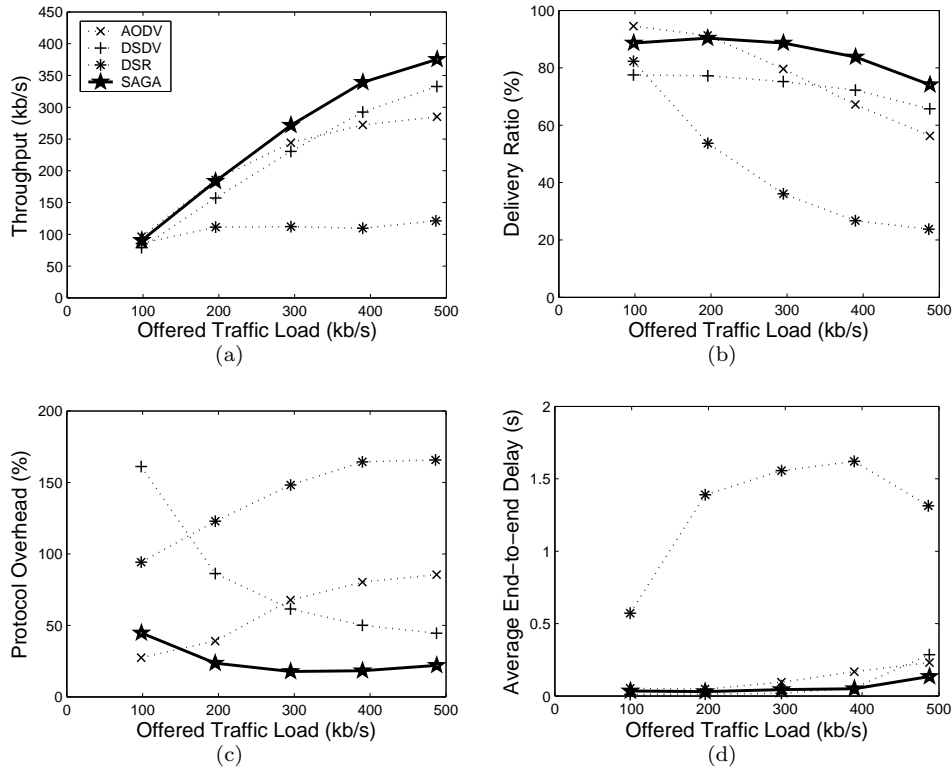 450
400
350
300
250
200
150
100
50
0
Throughput (kb/s)
AODV
DSDV
DSR
SAGA
0 100 200 300 400 500
Offered Traffic Load (kb/s)
(a)
100
80
60
40
20
0
Delivery Ratio (%)
0 100 200 300 400 500
Offered Traffic Load (kb/s)
(b)
200
150
100
50
0
Protocol Overhead (%)
0 100 200 300 400 500
Offered Traffic Load (kb/s)
(c)
2
1.5
1
0.5
0
Average End-to-end Delay (s)
0 100 200 300 400 500
Offered Traffic Load (kb/s)
(d)